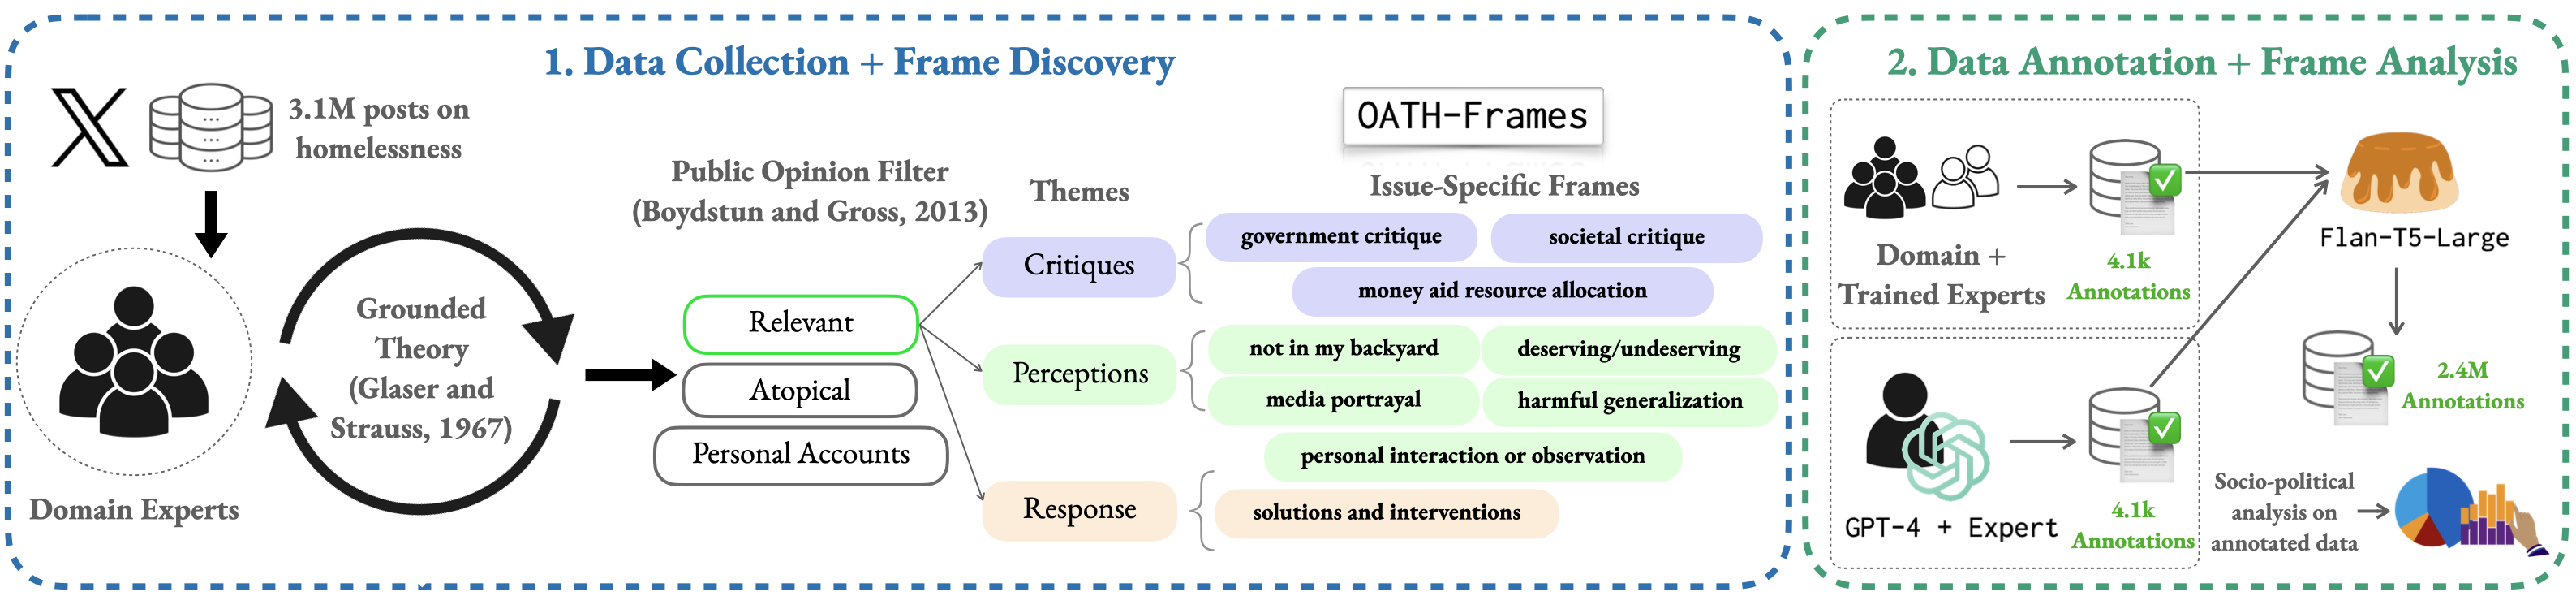 1. Data Collection + Frame Discovery
3.1M posts on
homelessness
Domain Experts
Grounded
Theory
(Glaser and
Strauss, 1967)
Public Opinion Filter
(Boydstun and Gross, 2013)
Relevant
Atopical
Personal Accounts
OATH-Frames
Themes
Issue-Specific Frames
Critiques
government critique
societal critique
money aid resource allocation
Perceptions
not in my backyard
deserving/undeserving
media portrayal
harmful generalization
personal interaction or observation
Response
solutions and interventions
2. Data Annotation + Frame Analysis
Domain +
Trained Experts
4.1k
Annotations
GPT-4 + Expert
4.1k
Annotations
Flan-T5-Large
2.4M
Annotations
Socio-political
analysis on
annotated data